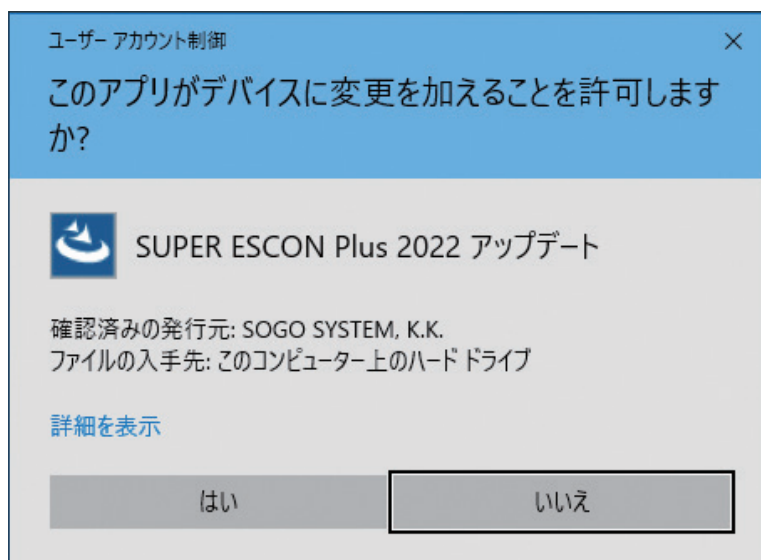 ユーザー アカウント制御
このアプリがデバイスに変更を加えることを許可します
か?
SUPER ESCON Plus 2022 アップデート
確認済みの発行元: SOGO SYSTEM, K.K.
ファイルの入手先: このコンピューター上のハード ドライブ
詳細を表示
はい
いいえ